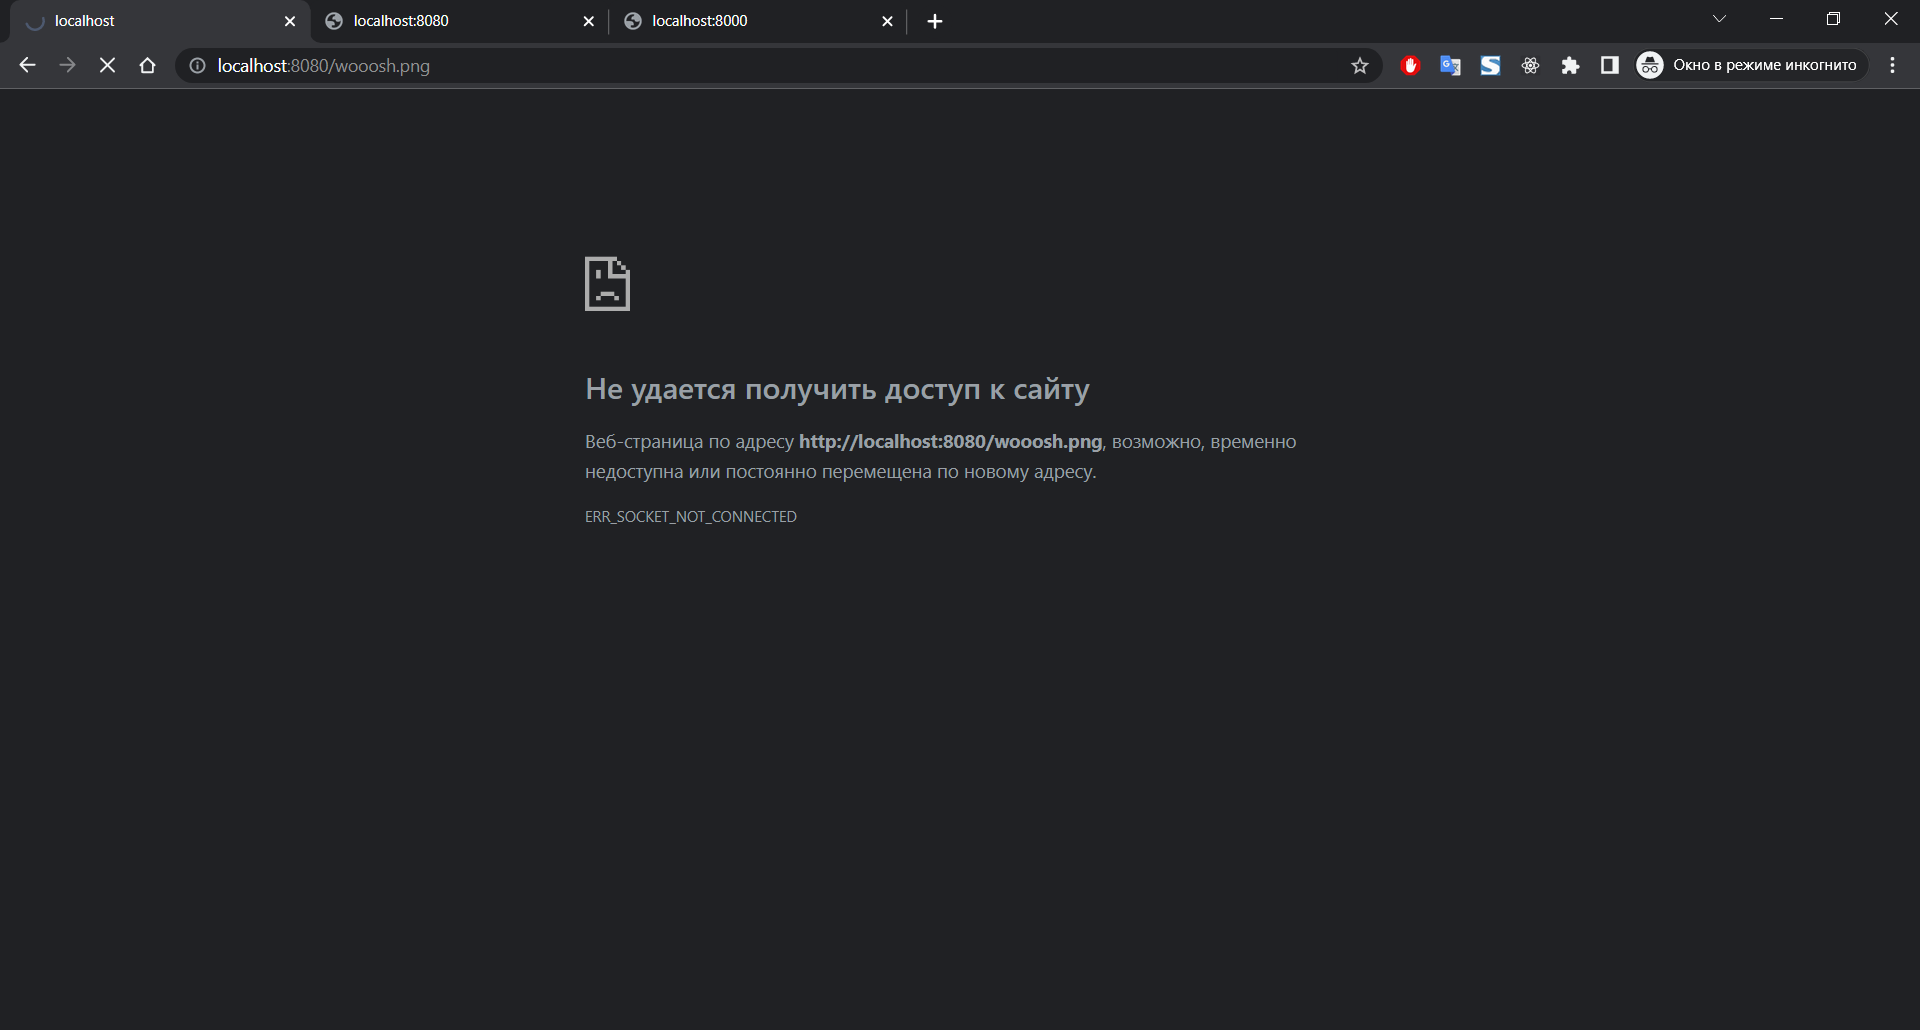 localhost
localhost:8080
localhost:8000
localhost:8080/wooosh.png
Окно в режиме инкогнито
Не удается получить доступ к сайту
Веб-страница по адресу http://localhost:8080/wooosh.png, возможно, временно
недоступна или постоянно перемещена по новому адресу.
ERR_SOCKET_NOT_CONNECTED